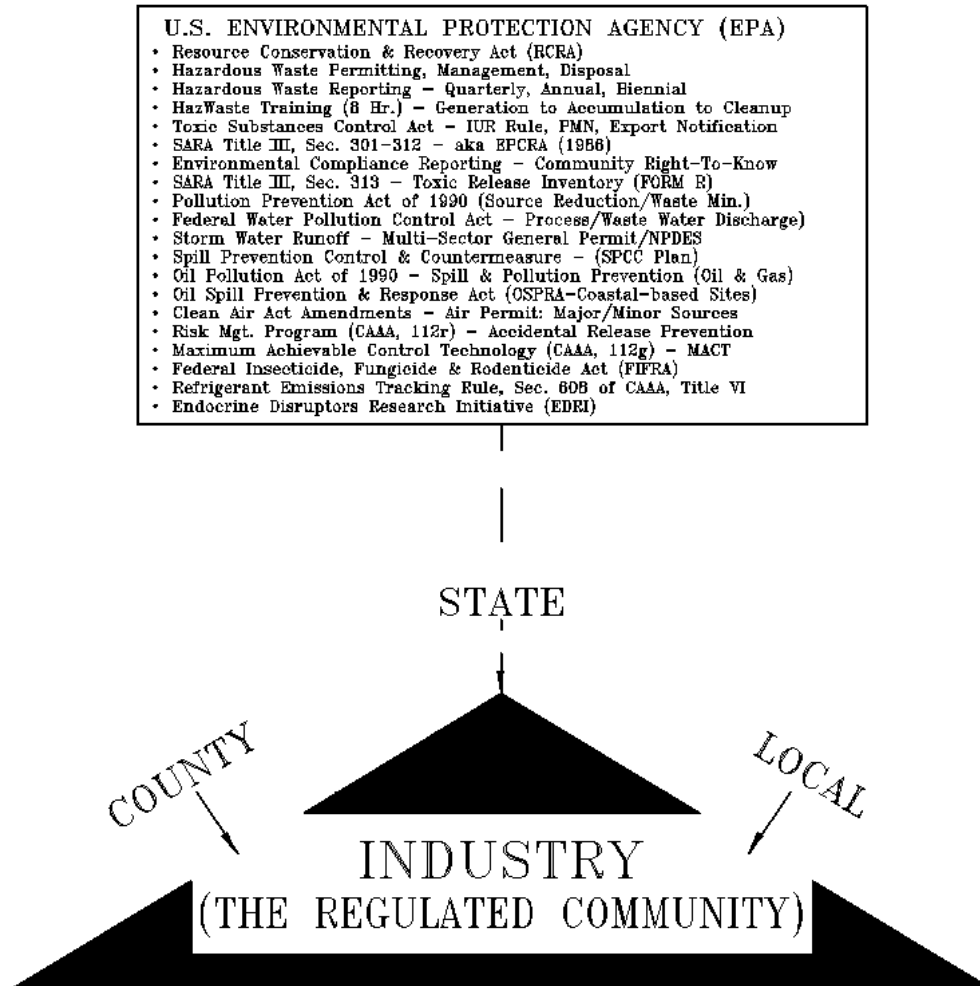 U.S. ENVIRONMENTAL PROTECTION AGENCY (EPA)
• Resource Conservation & Recovery Act (RCRA)
• Hazardous Waste Permitting, Management, Disposal
• Hazardous Waste Reporting – Quarterly, Annual, Biennial
• HazWaste Training (8 Hr.) – Generation to Accumulation to Cleanup
• Toxic Substances Control Act – IUR Rule, PMN, Export Notification
• SARA Title III, Sec. 301–312 – aka EPCRA (1986)
• Environmental Compliance Reporting – Community Right–To–Know
• SARA Title III, Sec. 313 – Toxic Release Inventory (FORM R)
• Pollution Prevention Act of 1990 (Source Reduction/Waste Min.)
• Federal Water Pollution Control Act – Process/Waste Water Discharge)
• Storm Water Runoff – Multi–Sector General Permit/NPDES
• Spill Prevention Control & Countermeasure – (SPCC Plan)
• Oil Pollution Act of 1990 – Spill & Pollution Prevention (Oil & Gas)
• Oil Spill Prevention & Response Act (OSPRA–Coastal–based Sites)
• Clean Air Act Amendments – Air Permit: Major/Minor Sources
• Risk Mgt. Program (CAAA, 112r) – Accidental Release Prevention
• Maximum Achievable Control Technology (CAAA, 112g) – MACT
• Federal Insecticide, Fungicide & Rodenticide Act (FIFRA)
• Refrigerant Emissions Tracking Rule, Sec. 608 of CAAA, Title VI
• Endocrine Disruptors Research Initiative (EDRI)
STATE
COUNTY
LOCAL
INDUSTRY
(THE REGULATED COMMUNITY)